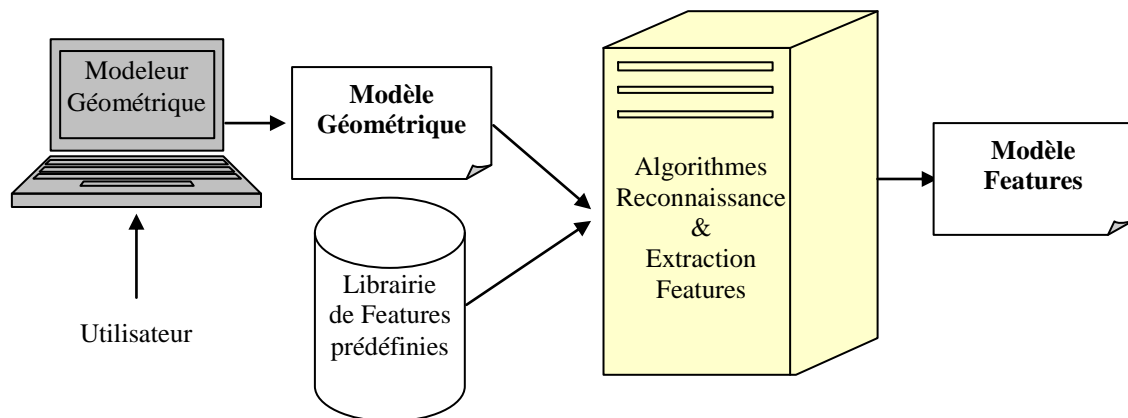 Modeleur
Géométrique
Modèle
Géométrique
Utilisateur
Librairie
de Features
prédéfinies
Algorithmes
Reconnaissance
&
Extraction
Features
Modèle
Features